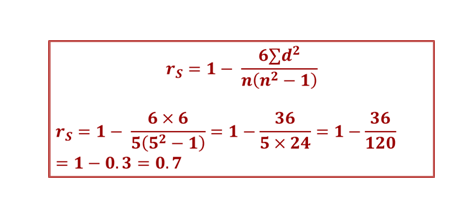 r_S = 1 − 6∑d² / n(n² − 1)
r_S = 1 − 6 × 6 / 5(5² − 1) = 1 − 36 / 5 × 24 = 1 − 36 / 120
= 1 − 0.3 = 0.7